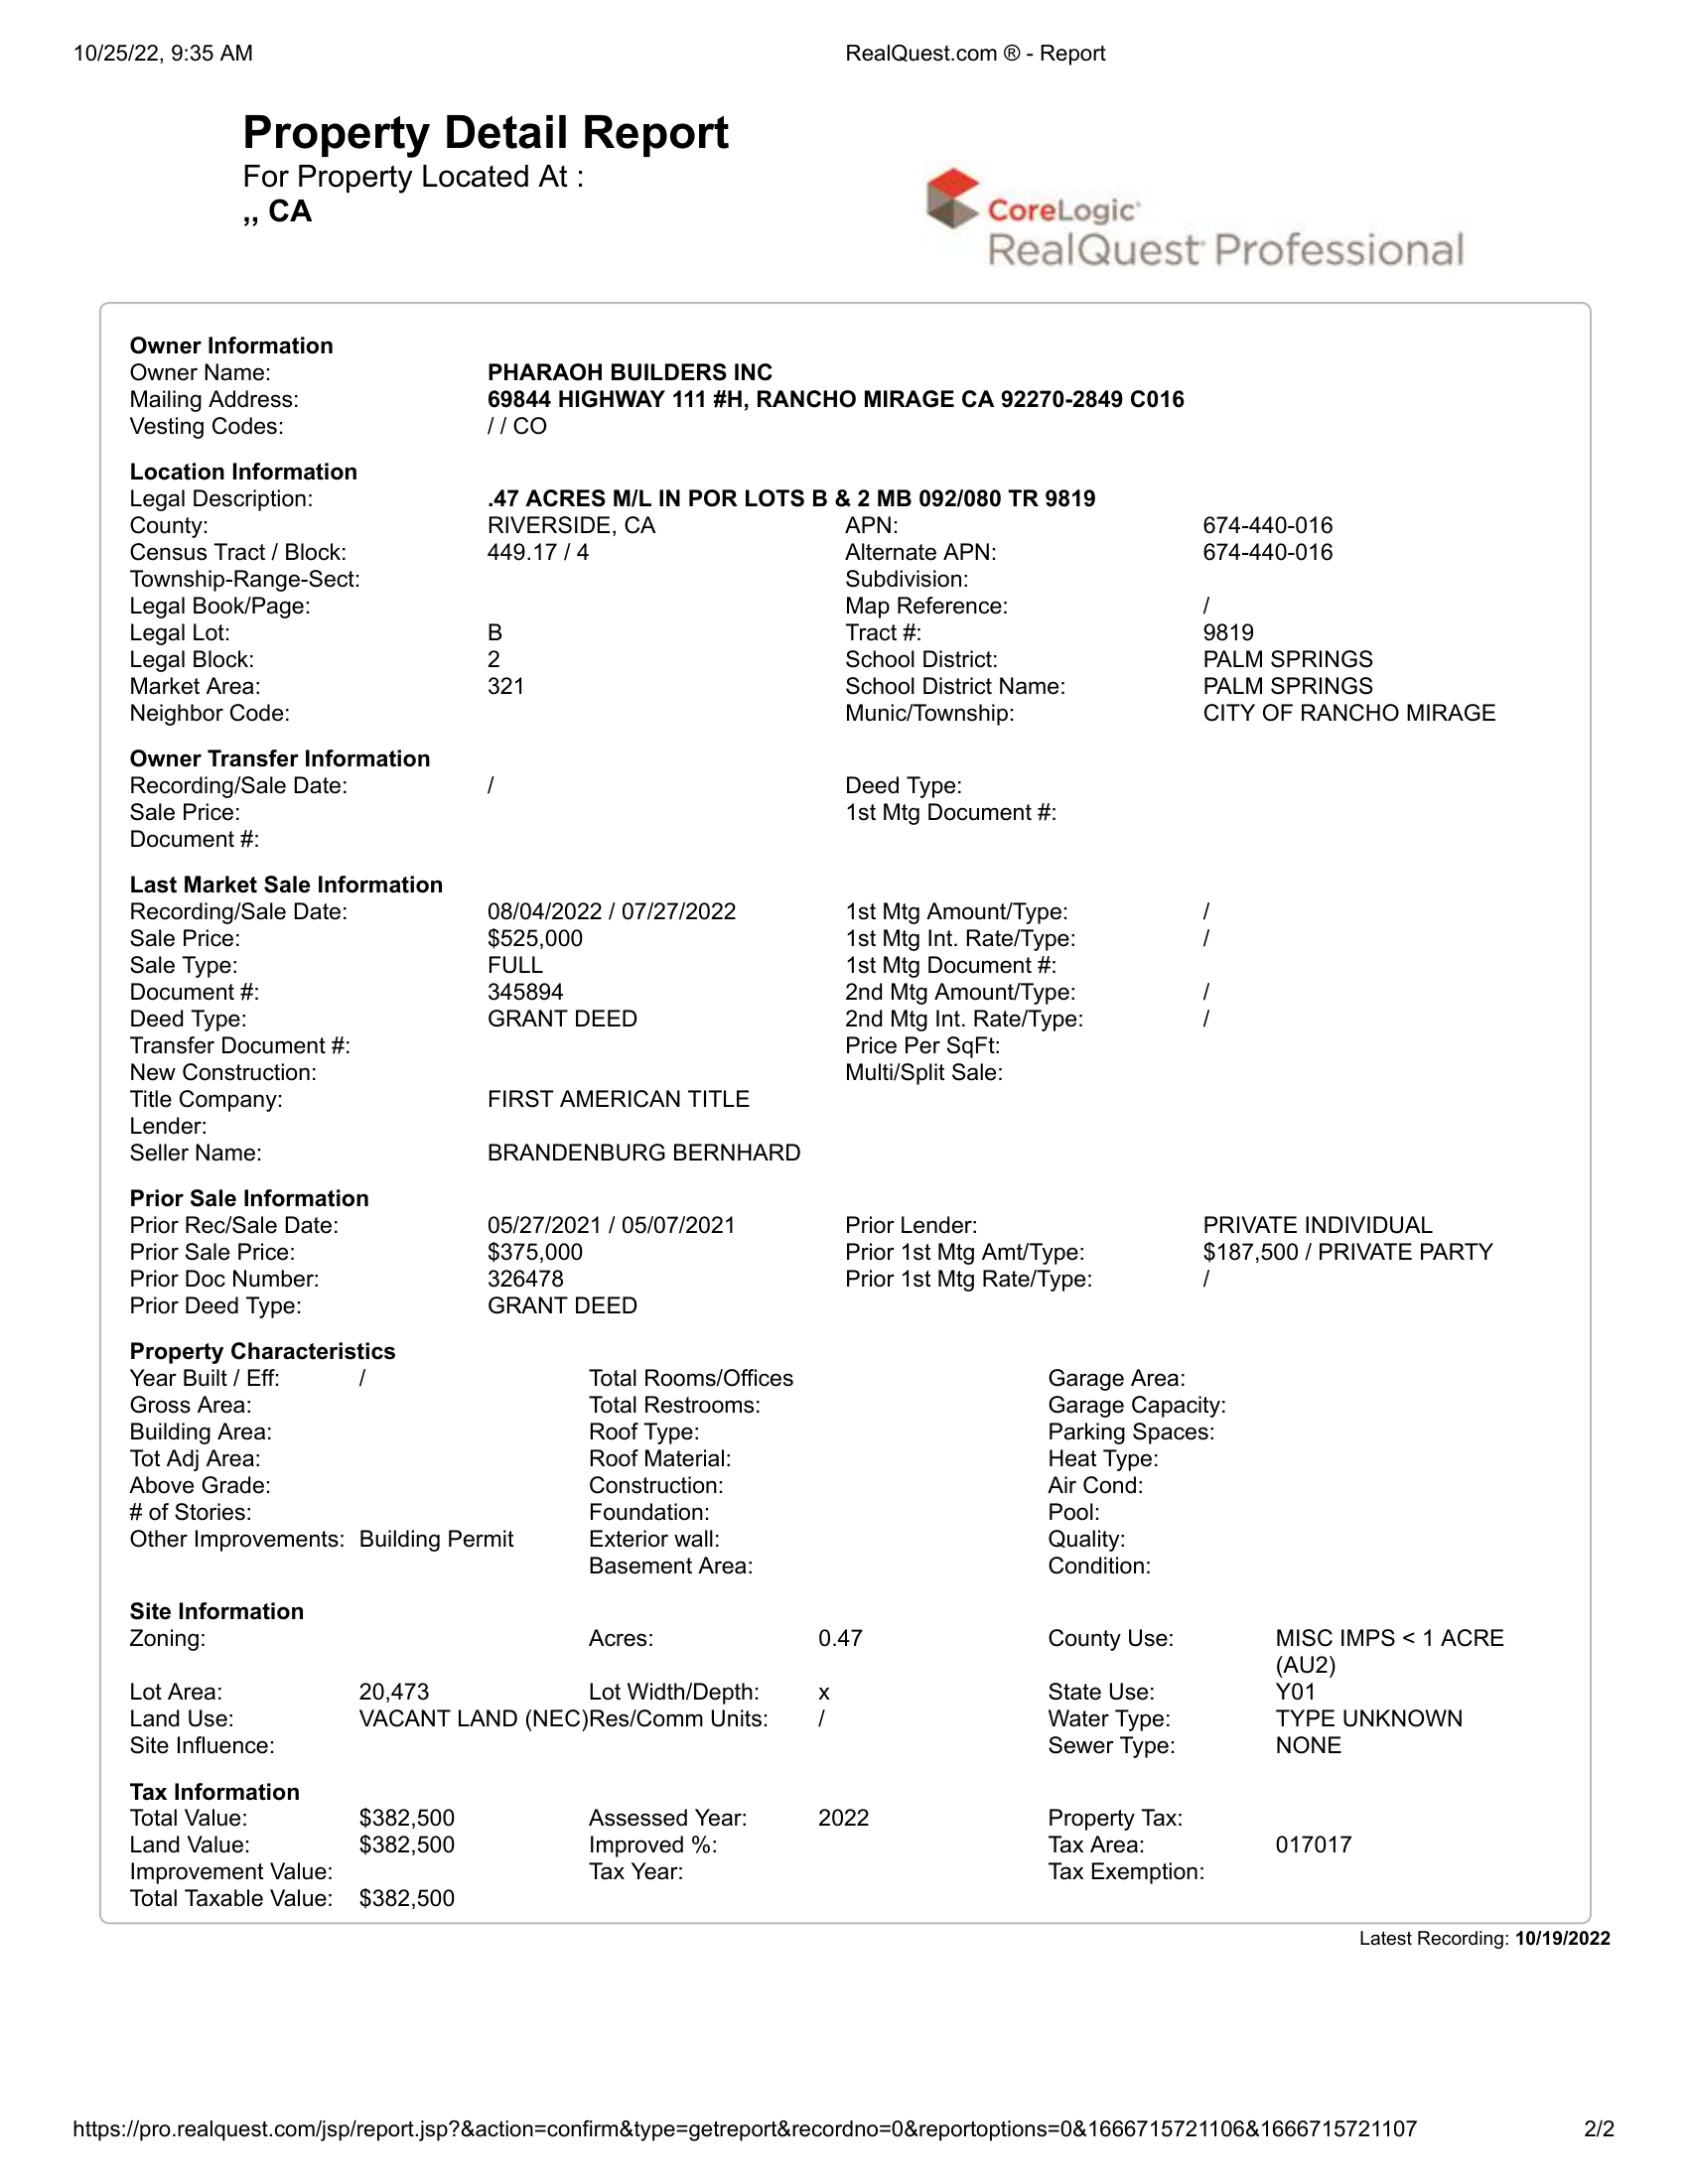 10/25/22, 9:35 AM RealQuest.com ® - Report
Property Detail Report
For Property Located At :
,, CA
CoreLogic
RealQuest Professional
Owner Information
Owner Name: PHARAOH BUILDERS INC
Mailing Address: 69844 HIGHWAY 111 #H, RANCHO MIRAGE CA 92270-2849 C016
Vesting Codes: / / CO
Location Information
Legal Description: .47 ACRES M/L IN POR LOTS B & 2 MB 092/080 TR 9819
County: RIVERSIDE, CA APN: 674-440-016
Census Tract / Block: 449.17 / 4 Alternate APN: 674-440-016
Township-Range-Sect: Subdivision:
Legal Book/Page: Map Reference: /
Legal Lot: B Tract #: 9819
Legal Block: 2 School District: PALM SPRINGS
Market Area: 321 School District Name: PALM SPRINGS
Neighbor Code: Munic/Township: CITY OF RANCHO MIRAGE
Owner Transfer Information
Recording/Sale Date: / Deed Type:
Sale Price: 1st Mtg Document #:
Document #:
Last Market Sale Information
Recording/Sale Date: 08/04/2022 / 07/27/2022 1st Mtg Amount/Type: /
Sale Price: $525,000 1st Mtg Int. Rate/Type: /
Sale Type: FULL 1st Mtg Document #:
Document #: 345894 2nd Mtg Amount/Type: /
Deed Type: GRANT DEED 2nd Mtg Int. Rate/Type: /
Transfer Document #: Price Per SqFt:
New Construction: Multi/Split Sale:
Title Company: FIRST AMERICAN TITLE
Lender:
Seller Name: BRANDENBURG BERNHARD
Prior Sale Information
Prior Rec/Sale Date: 05/27/2021 / 05/07/2021 Prior Lender: PRIVATE INDIVIDUAL
Prior Sale Price: $375,000 Prior 1st Mtg Amt/Type: $187,500 / PRIVATE PARTY
Prior Doc Number: 326478 Prior 1st Mtg Rate/Type: /
Prior Deed Type: GRANT DEED
Property Characteristics
Year Built / Eff: / Total Rooms/Offices Garage Area:
Gross Area: Total Restrooms: Garage Capacity:
Building Area: Roof Type: Parking Spaces:
Tot Adj Area: Roof Material: Heat Type:
Above Grade: Construction: Air Cond:
# of Stories: Foundation: Pool:
Other Improvements: Building Permit Exterior wall: Quality:
Basement Area: Condition:
Site Information
Zoning: Acres: 0.47 County Use: MISC IMPS < 1 ACRE
(AU2)
Lot Area: 20,473 Lot Width/Depth: x State Use: Y01
Land Use: VACANT LAND (NEC) Res/Comm Units: / Water Type: TYPE UNKNOWN
Site Influence: Sewer Type: NONE
Tax Information
Total Value: $382,500 Assessed Year: 2022 Property Tax:
Land Value: $382,500 Improved %: Tax Area: 017017
Improvement Value: Tax Year: Tax Exemption:
Total Taxable Value: $382,500
Latest Recording: 10/19/2022
https://pro.realquest.com/jsp/report.jsp?&action=confirm&type=getreport&recordno=0&reportoptions=0&1666715721106&1666715721107 2/2